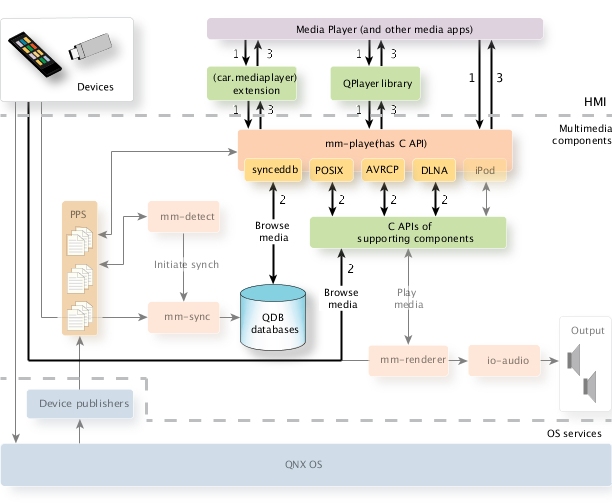 Media Player (and other media apps)
1
3
1
3
(car.mediaplayer)
extension
QPlayer library
1
3
Devices
1
3
1
3
HMI
Multimedia
components
mm-player(has C API)
synceddb
POSIX
AVRCP
DLNA
iPod
2
2
2
2
PPS
mm-detect
Browse
media
C APIs of
supporting components
Initiate synch
2
Browse
media
Play
media
mm-sync
QDB
databases
Output
mm-renderer
io-audio
Device publishers
OS services
QNX OS